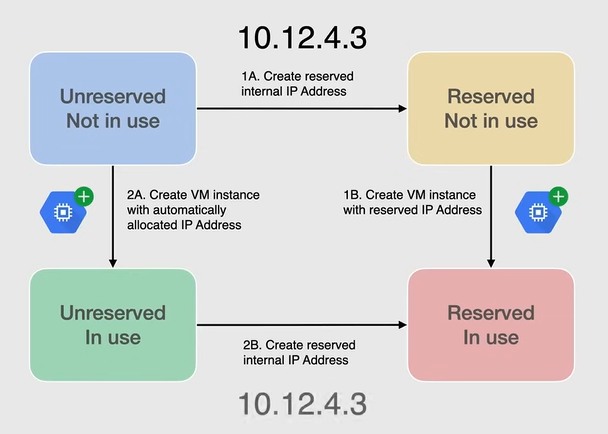 10.12.4.3
Unreserved
Not in use
1A. Create reserved
internal IP Address
Reserved
Not in use
2A. Create VM instance
with automatically
allocated IP Address
1B. Create VM instance
with reserved IP Address
Unreserved
In use
2B. Create reserved
internal IP Address
Reserved
In use
10.12.4.3